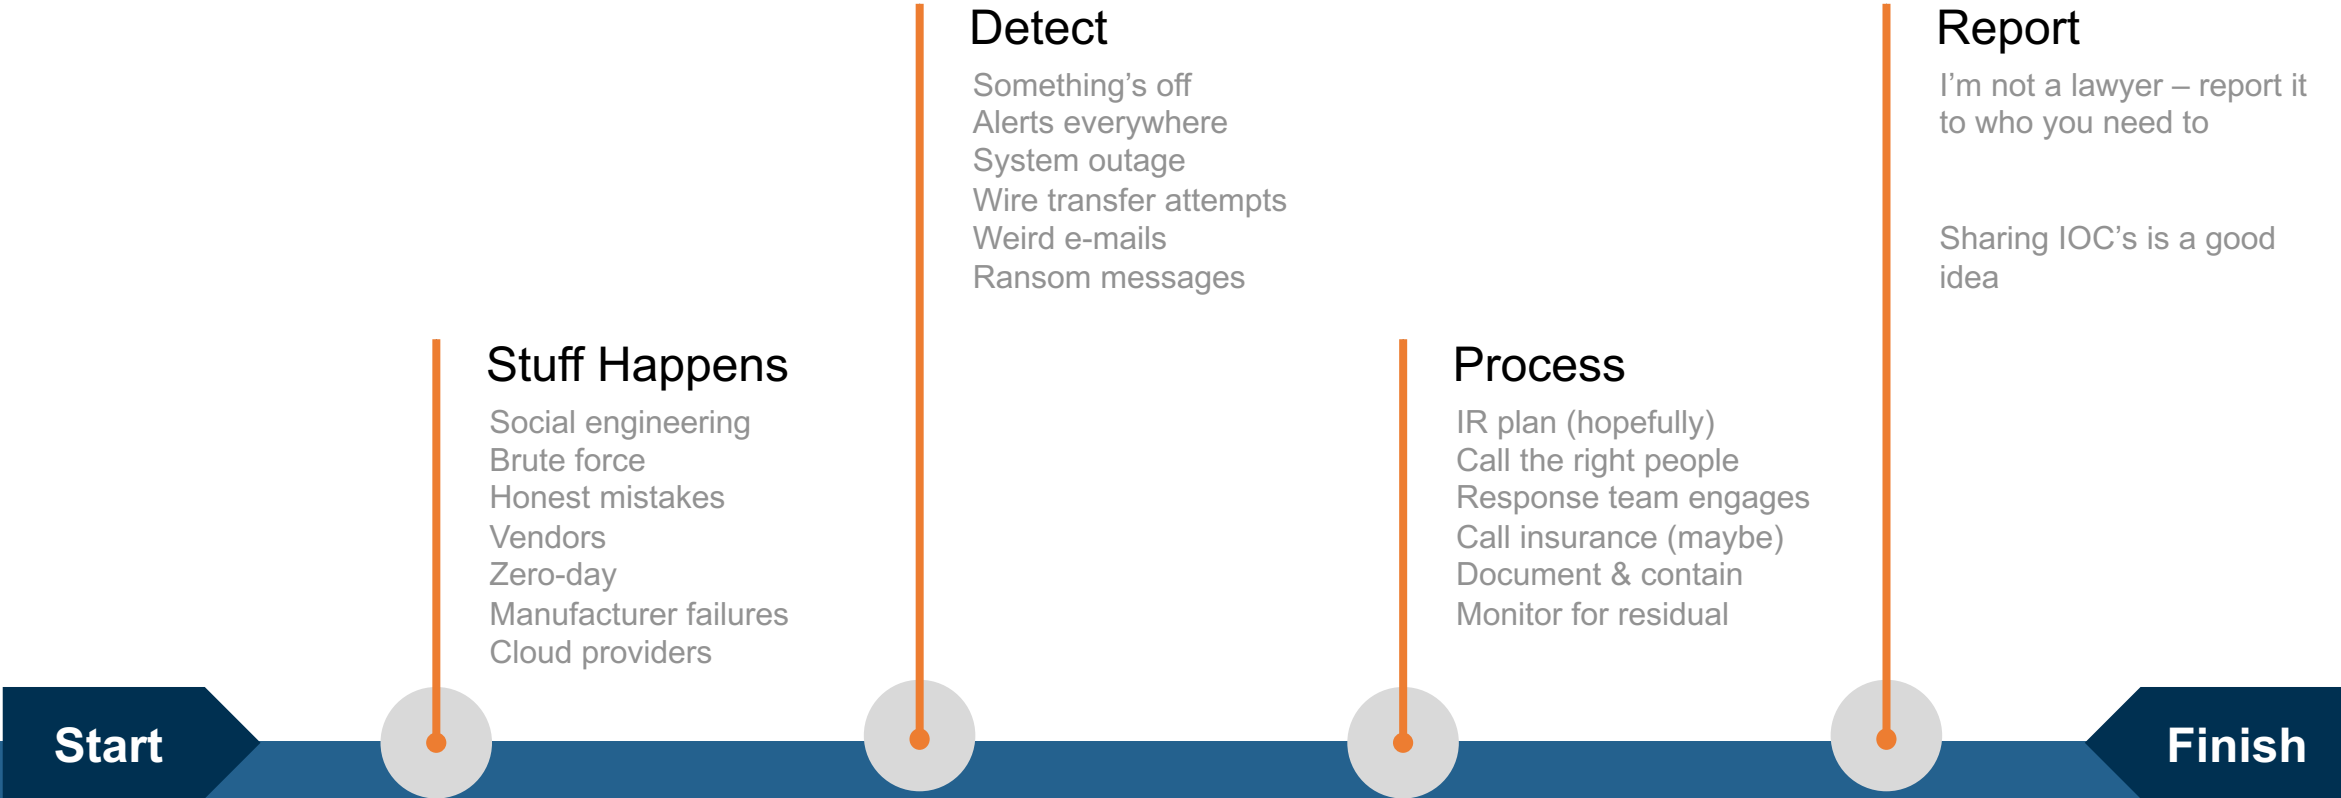 Detect
Something’s off
Alerts everywhere
System outage
Wire transfer attempts
Weird e-mails
Ransom messages
Report
I’m not a lawyer – report it
to who you need to
Sharing IOC’s is a good
idea
Stuff Happens
Social engineering
Brute force
Honest mistakes
Vendors
Zero-day
Manufacturer failures
Cloud providers
Process
IR plan (hopefully)
Call the right people
Response team engages
Call insurance (maybe)
Document & contain
Monitor for residual
Start
Finish